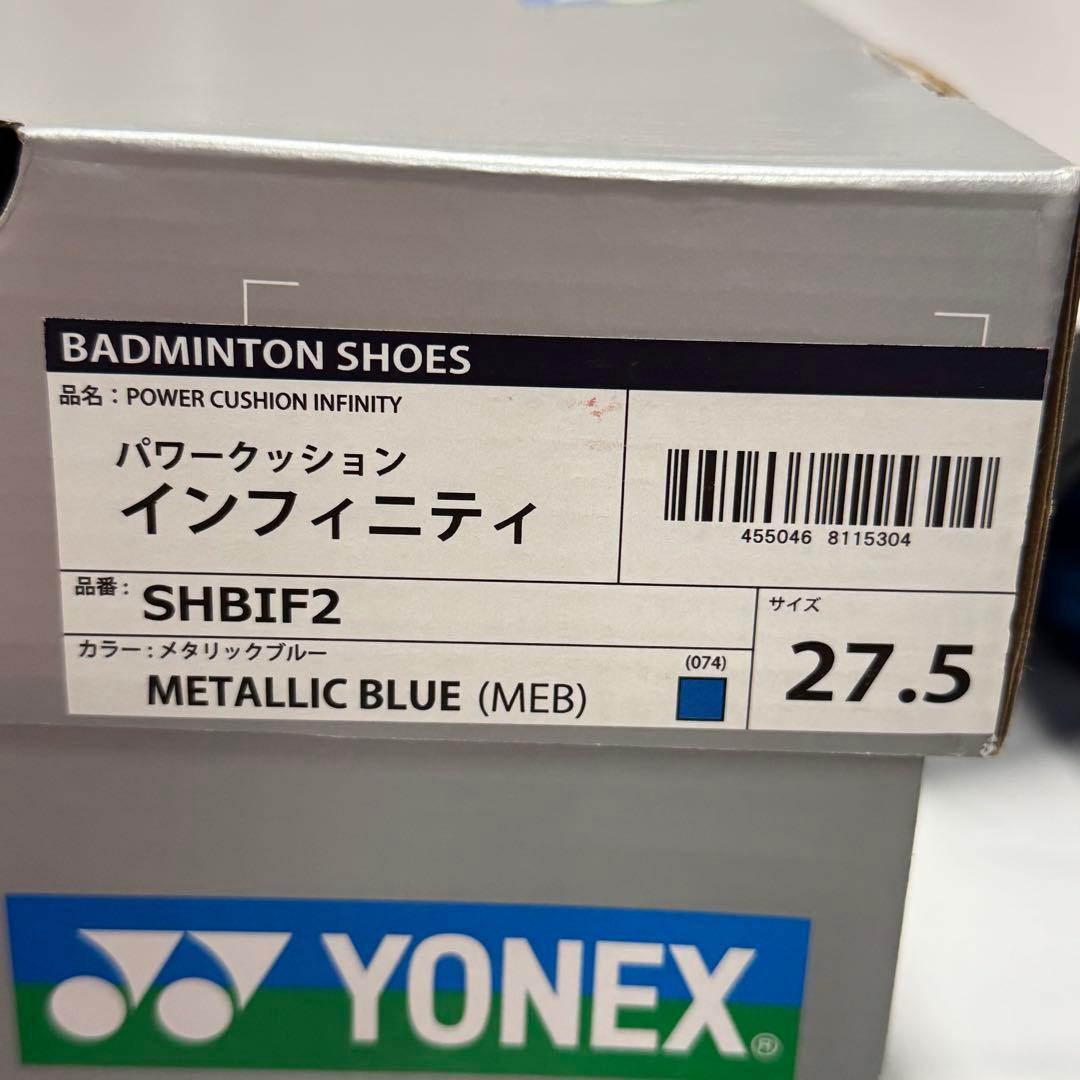 BADMINTON SHOES
品名：POWER CUSHION INFINITY
パワークッション
インフィニティ
455046 8115304
品番：
SHBIF2
サイズ
27.5
カラー：メタリックブルー
(074)
METALLIC BLUE (MEB)
YONEX®